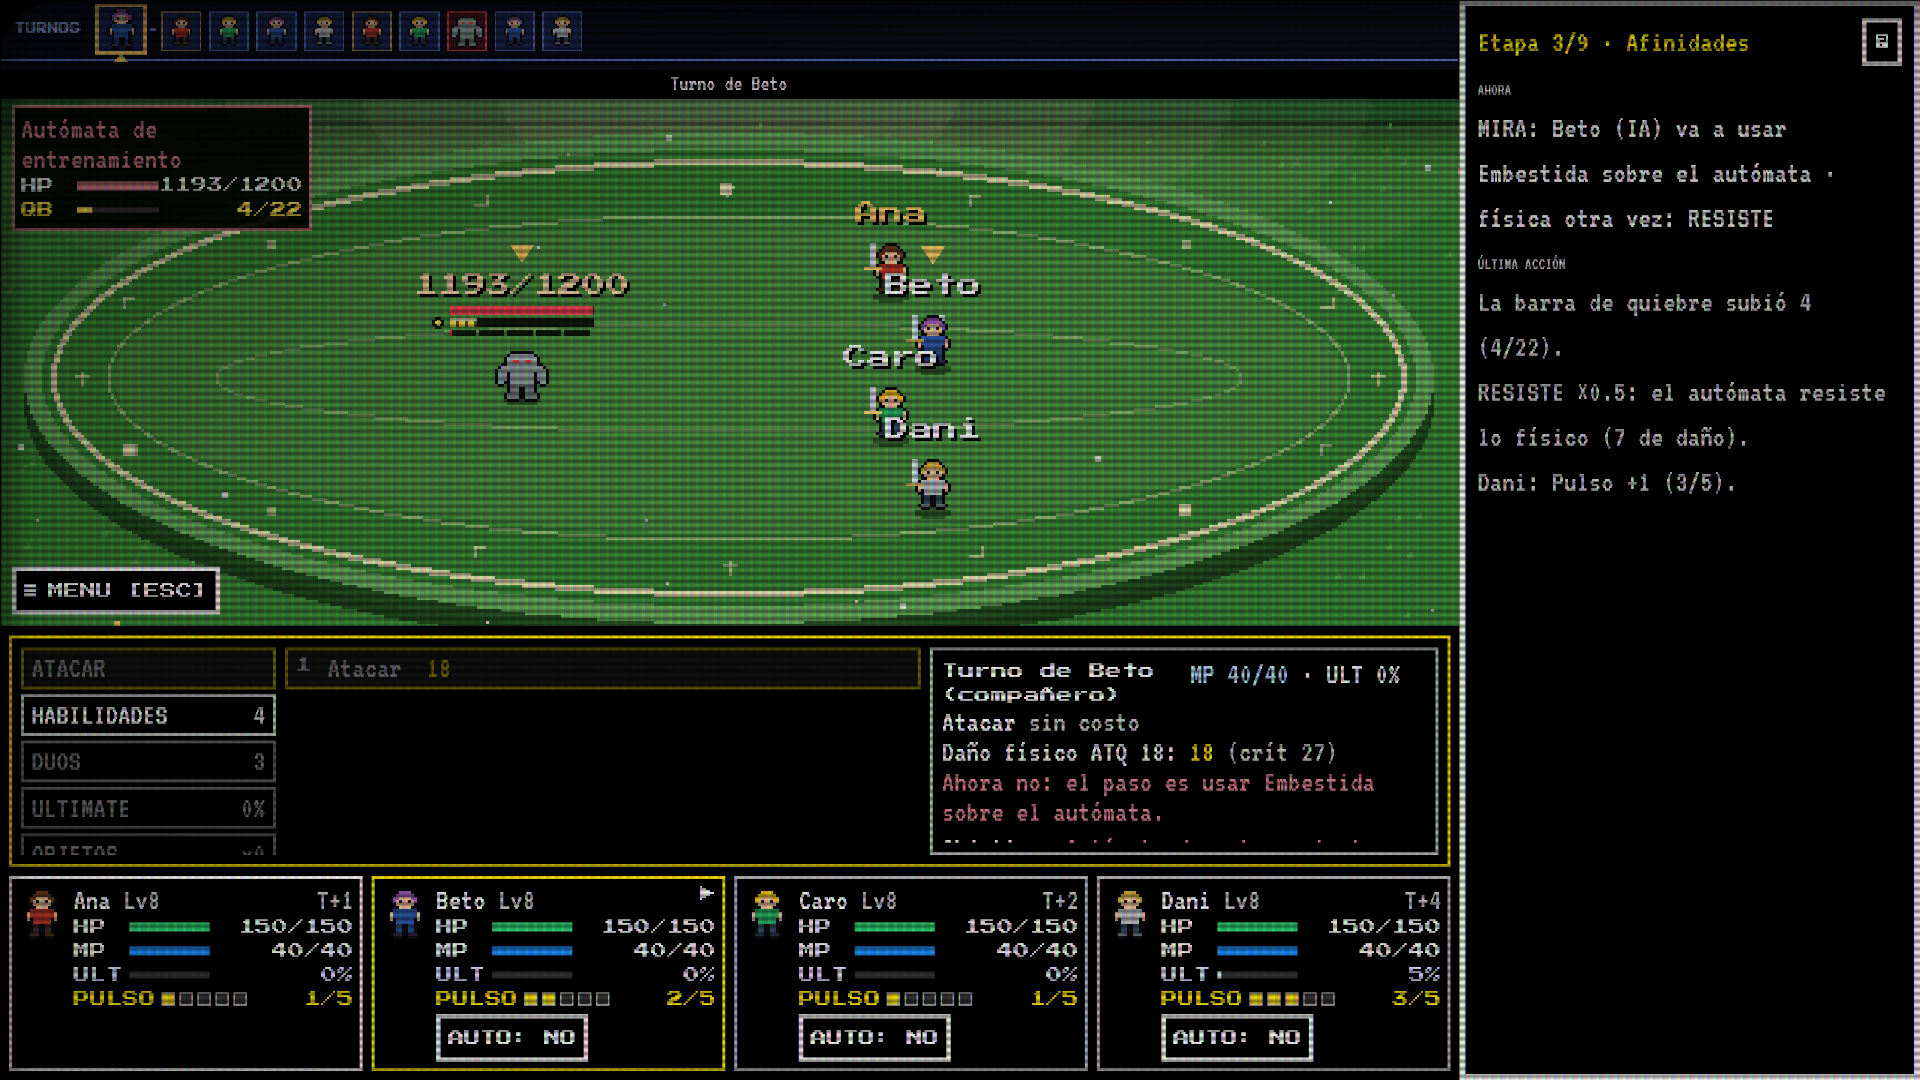 TURNOS
Turno de Beto
Autómata de
entrenamiento
HP 1193/1200
QB 4/22
Ana
1193/1200
Beto
Caro
Dani
≡ MENU [ESC]
ATACAR
HABILIDADES 4
DUOS 3
ULTIMATE 0%
OBJETOS x0
1 Atacar 18
Turno de Beto
(compañero)
MP 40/40 · ULT 0%
Atacar sin costo
Daño físico ATQ 18: 18 (crít 27)
Ahora no: el paso es usar Embestida
sobre el autómata.
Ana Lv8 T+1
HP 150/150
MP 40/40
ULT 0%
PULSO 1/5
Beto Lv8
HP 150/150
MP 40/40
ULT 0%
PULSO 2/5
AUTO: NO
Caro Lv8 T+2
HP 150/150
MP 40/40
ULT 0%
PULSO 1/5
AUTO: NO
Dani Lv8 T+4
HP 150/150
MP 40/40
ULT 5%
PULSO 3/5
AUTO: NO
Etapa 3/9 · Afinidades
AHORA
MIRA: Beto (IA) va a usar
Embestida sobre el autómata ·
física otra vez: RESISTE
ÚLTIMA ACCIÓN
La barra de quiebre subió 4
(4/22).
RESISTE X0.5: el autómata resiste
lo físico (7 de daño).
Dani: Pulso +1 (3/5).